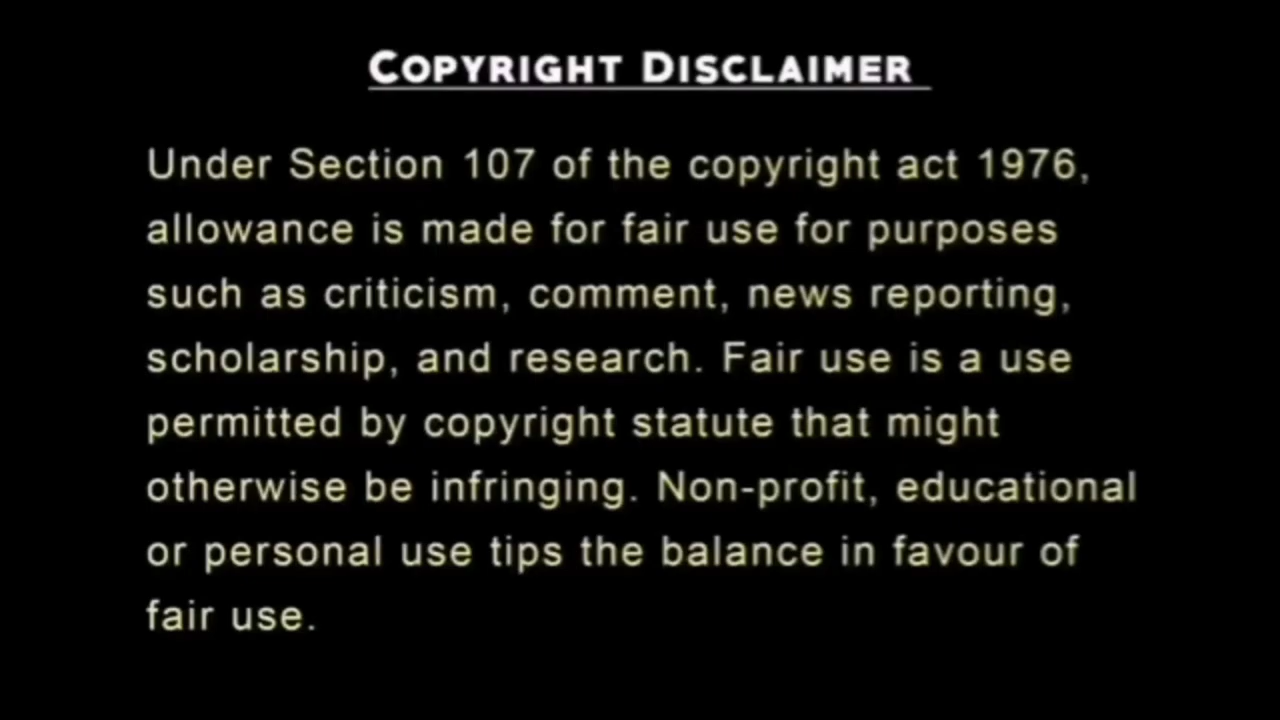 Copyright Disclaimer
Under Section 107 of the copyright act 1976,
allowance is made for fair use for purposes
such as criticism, comment, news reporting,
scholarship, and research. Fair use is a use
permitted by copyright statute that might
otherwise be infringing. Non-profit, educational
or personal use tips the balance in favour of
fair use.